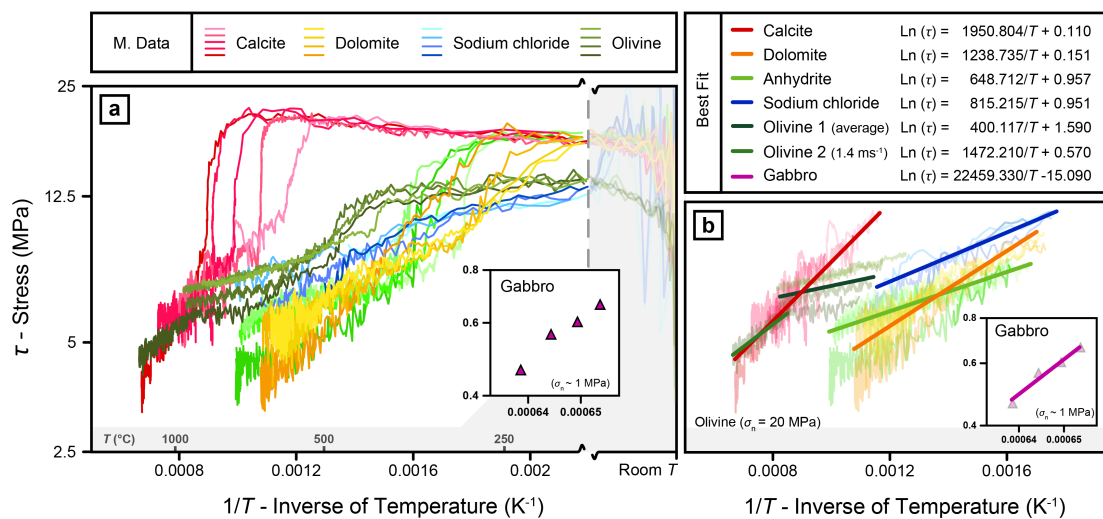 M. Data
Calcite
Dolomite
Sodium chloride
Olivine
a
25
12.5
5
2.5
τ - Stress (MPa)
Gabbro
0.8
0.6
0.4
(σn ~ 1 MPa)
0.00064
0.00065
T (°C)
1000
500
250
Room T
0.0008
0.0012
0.0016
0.002
1/T - Inverse of Temperature (K⁻¹)
Best Fit
Calcite Ln (τ) = 1950.804/T + 0.110
Dolomite Ln (τ) = 1238.735/T + 0.151
Anhydrite Ln (τ) = 648.712/T + 0.957
Sodium chloride Ln (τ) = 815.215/T + 0.951
Olivine 1 (average) Ln (τ) = 400.117/T + 1.590
Olivine 2 (1.4 ms⁻¹) Ln (τ) = 1472.210/T + 0.570
Gabbro Ln (τ) = 22459.330/T -15.090
b
Gabbro
0.8
0.6
0.4
(σn ~ 1 MPa)
0.00064
0.00065
Olivine (σn = 20 MPa)
0.0008
0.0012
0.0016
1/T - Inverse of Temperature (K⁻¹)